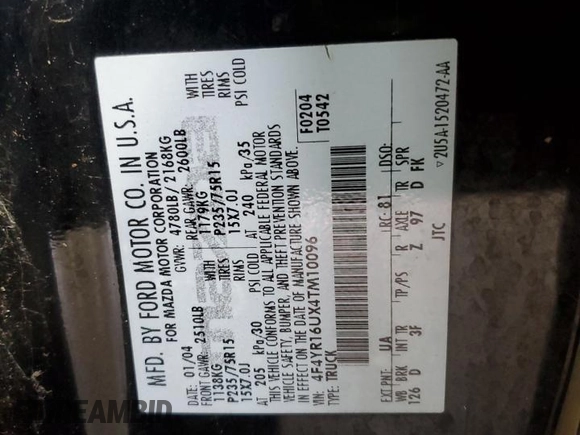 MFD. BY FORD MOTOR CO. IN U.S.A.
FOR MAZDA MOTOR CORPORATION
DATE: 01/04 GVWR: 4780LB/ 2168KG
FRONT GAWR: 2510LB REAR GAWR: 2600LB
1138KG WITH 1179KG WITH
P235/75R15 TIRES P235/75R15 TIRES
15X7.0J RIMS 15X7.0J RIMS
AT 205 kPa/30 PSI COLD AT 240 kPa/35 PSI COLD
THIS VEHICLE CONFORMS TO ALL APPLICABLE FEDERAL MOTOR
VEHICLE SAFETY, BUMPER, AND THEFT PREVENTION STANDARDS
IN EFFECT ON THE DATE OF MANUFACTURE SHOWN ABOVE.
VIN: 4F4YR16UX4TM10096 F0204
TYPE: TRUCK T0542
EXT PNT: UA RC: 81 DSO:
WB BRK INT TR TP/PS R AXLE TR SPR
126 D 3F Z 97 D FK
JTC
▽2U5A-1520472-AA